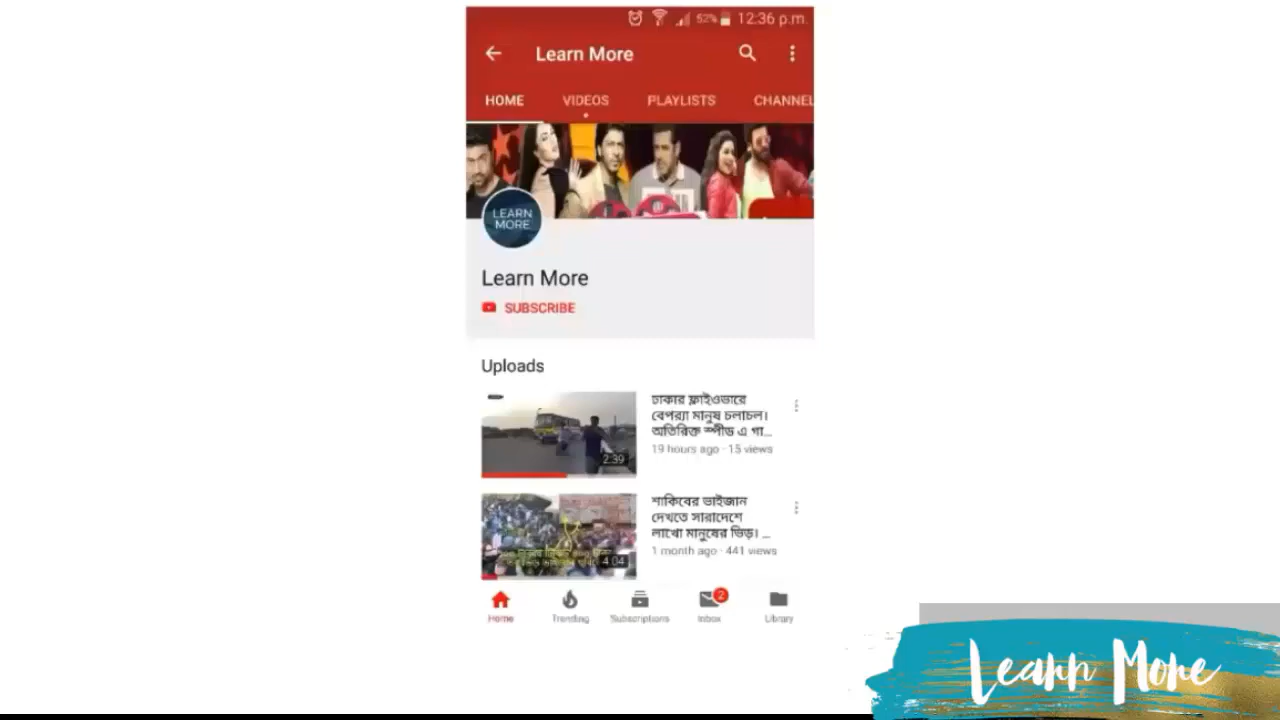 52% 12:36 p.m.
Learn More
HOME VIDEOS PLAYLISTS CHANNEL
LEARN
MORE
Learn More
SUBSCRIBE
Uploads
ঢাকার ফ্লাইওভারে
বেপর‍্যা মানুষ চলাচল।
অতিরিক্ত স্পীড এ গা...
19 hours ago · 15 views
2:39
শাকিবের ভাইজান
দেখতে সারাদেশে
লাখো মানুষের ভিড়। ...
1 month ago · 441 views
4:04
2
Home Trending Subscriptions Inbox Library
Learn More